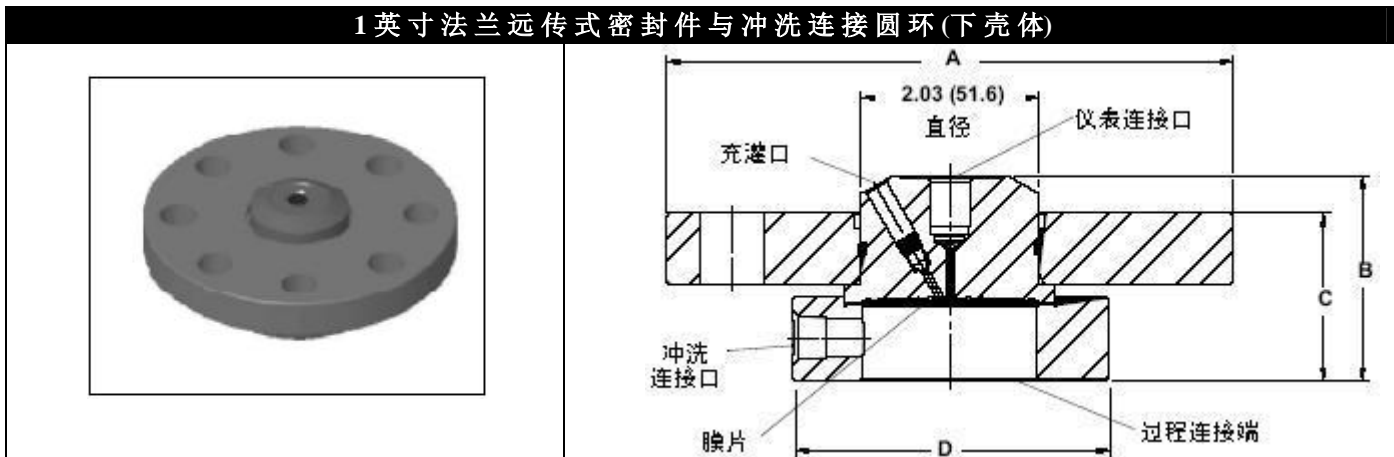 1英寸法兰远传式密封件与冲洗连接圆环(下壳体)
A
2.03 (51.6)
直径
仪表连接口
充灌口
B
C
冲洗
连接口
膜片
过程连接端
D